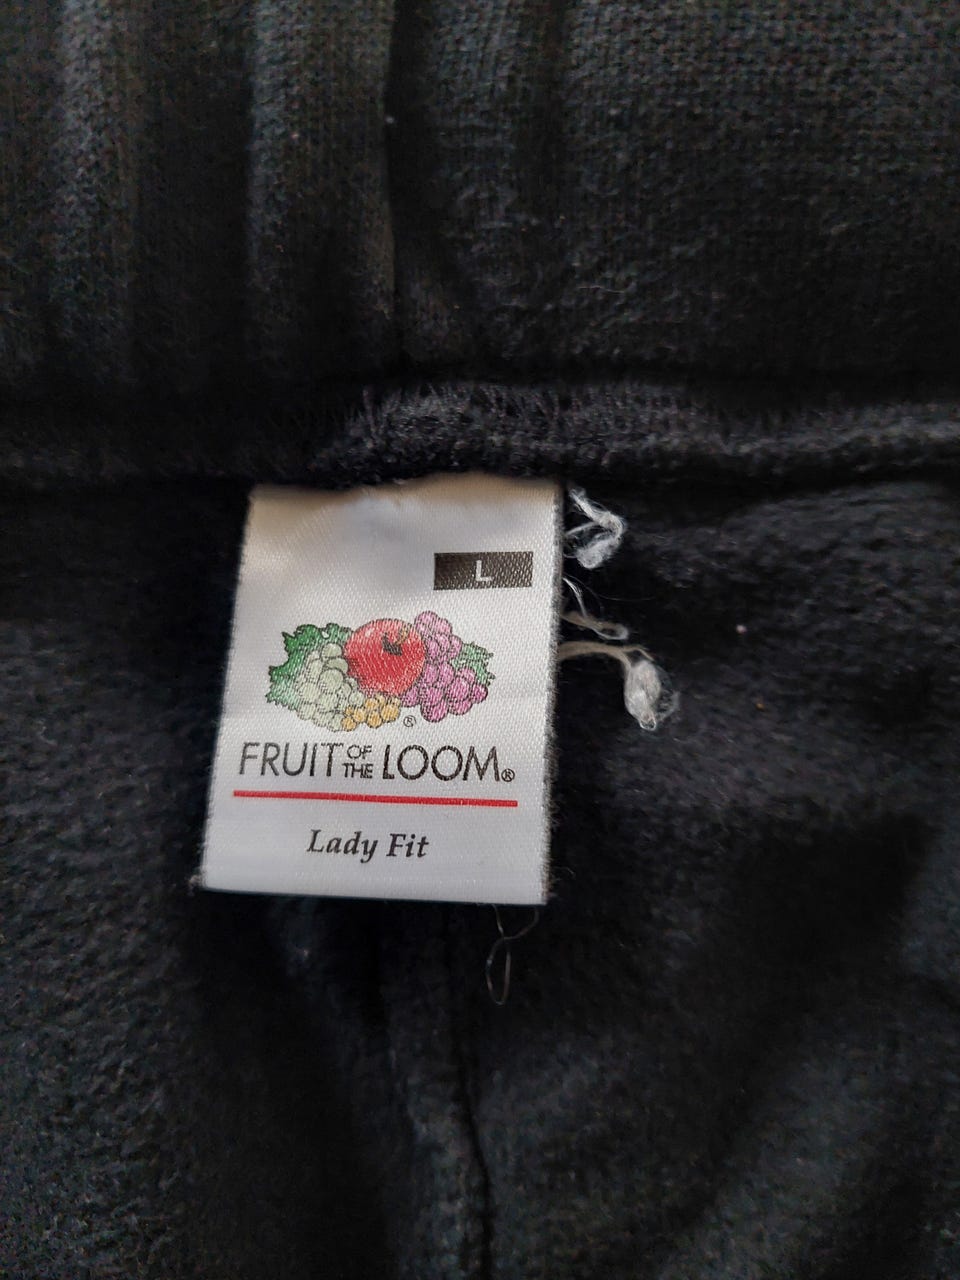 L
®
FRUIT OF THE LOOM®
Lady Fit